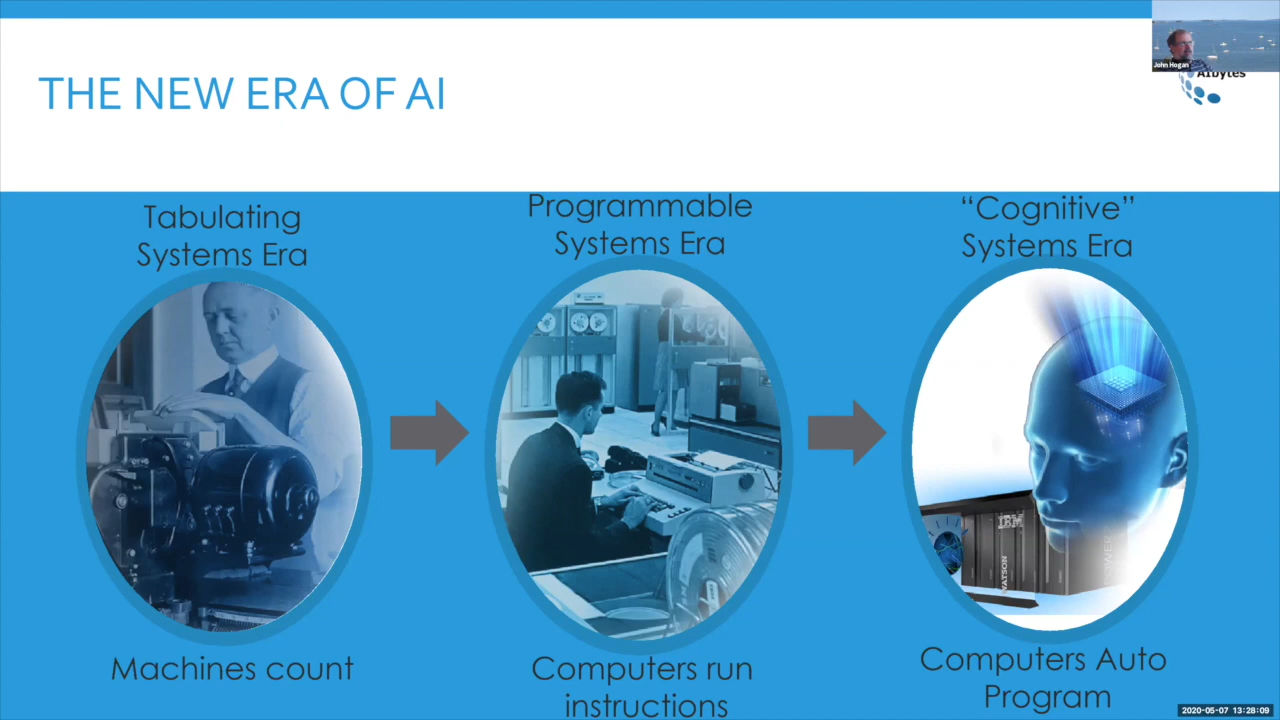 THE NEW ERA OF AI
John Hogan
AIbytes
Tabulating
Systems Era
Programmable
Systems Era
“Cognitive”
Systems Era
IBM
WATSON
POWER
Machines count
Computers run
instructions
Computers Auto
Program
2020-05-07 13:28:09